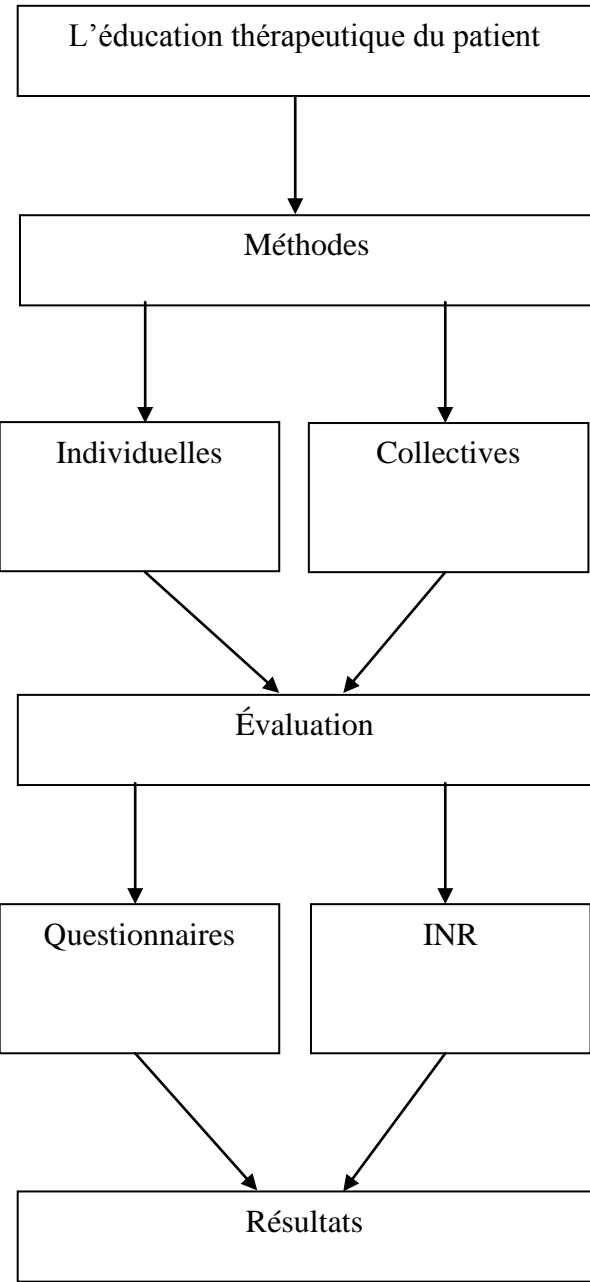 L’éducation thérapeutique du patient
Méthodes
Individuelles
Collectives
Évaluation
Questionnaires
INR
Résultats